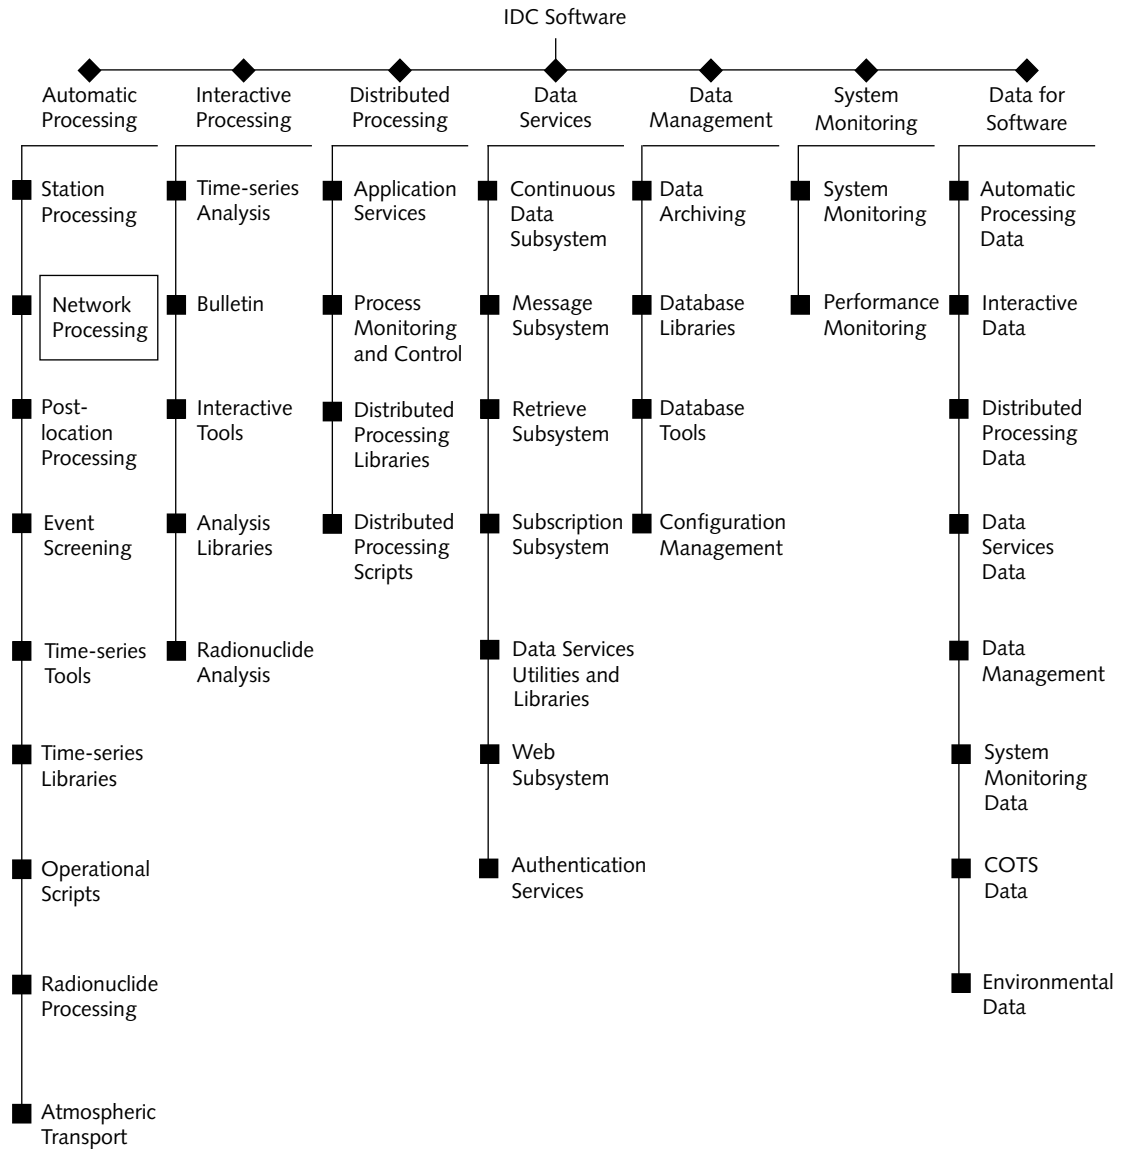 IDC Software
Automatic
Processing
Interactive
Processing
Distributed
Processing
Data
Services
Data
Management
System
Monitoring
Data for
Software
Station
Processing
Network
Processing
Post-
location
Processing
Event
Screening
Time-series
Tools
Time-series
Libraries
Operational
Scripts
Radionuclide
Processing
Atmospheric
Transport
Time-series
Analysis
Bulletin
Interactive
Tools
Analysis
Libraries
Radionuclide
Analysis
Application
Services
Process
Monitoring
and Control
Distributed
Processing
Libraries
Distributed
Processing
Scripts
Continuous
Data
Subsystem
Message
Subsystem
Retrieve
Subsystem
Subscription
Subsystem
Data Services
Utilities and
Libraries
Web
Subsystem
Authentication
Services
Data
Archiving
Database
Libraries
Database
Tools
Configuration
Management
System
Monitoring
Performance
Monitoring
Automatic
Processing
Data
Interactive
Data
Distributed
Processing
Data
Data
Services
Data
Data
Management
System
Monitoring
Data
COTS
Data
Environmental
Data